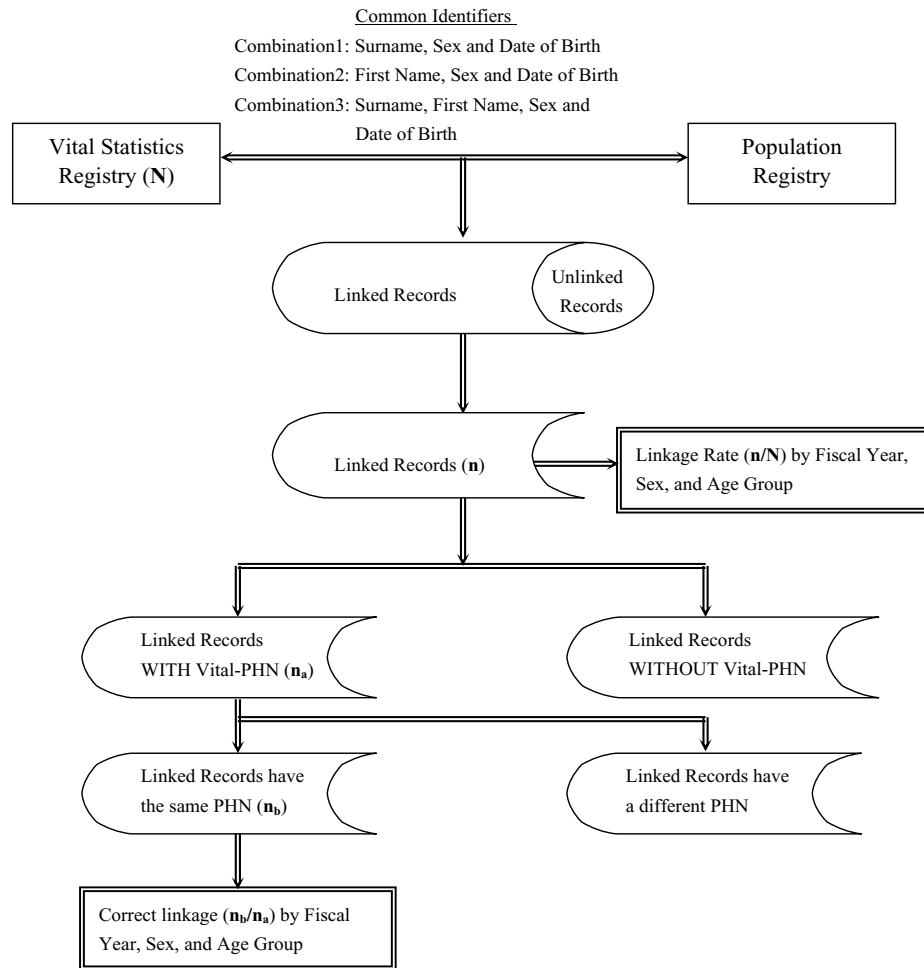 Common Identifiers
Combination1: Surname, Sex and Date of Birth
Combination2: First Name, Sex and Date of Birth
Combination3: Surname, First Name, Sex and
Date of Birth
Vital Statistics
Registry (N)
Population
Registry
Linked Records
Unlinked
Records
Linked Records (n)
Linkage Rate (n/N) by Fiscal Year,
Sex, and Age Group
Linked Records
WITH Vital-PHN (na)
Linked Records
WITHOUT Vital-PHN
Linked Records have
the same PHN (nb)
Linked Records have
a different PHN
Correct linkage (nb/na) by Fiscal
Year, Sex, and Age Group